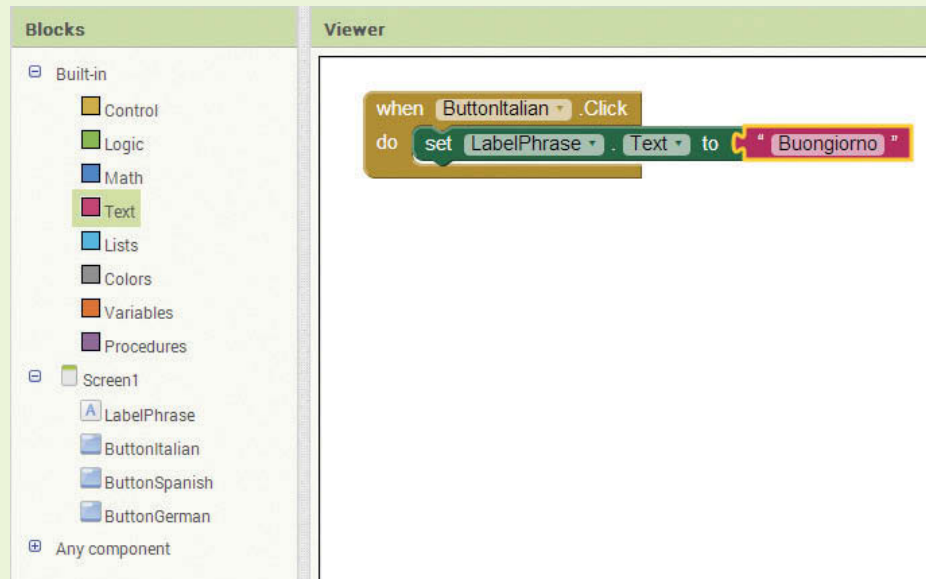 Blocks
Viewer
Built-in
Control
Logic
Math
Text
Lists
Colors
Variables
Procedures
Screen1
A LabelPhrase
ButtonItalian
ButtonSpanish
ButtonGerman
Any component
when ButtonItalian .Click
do set LabelPhrase . Text to " Buongiorno "